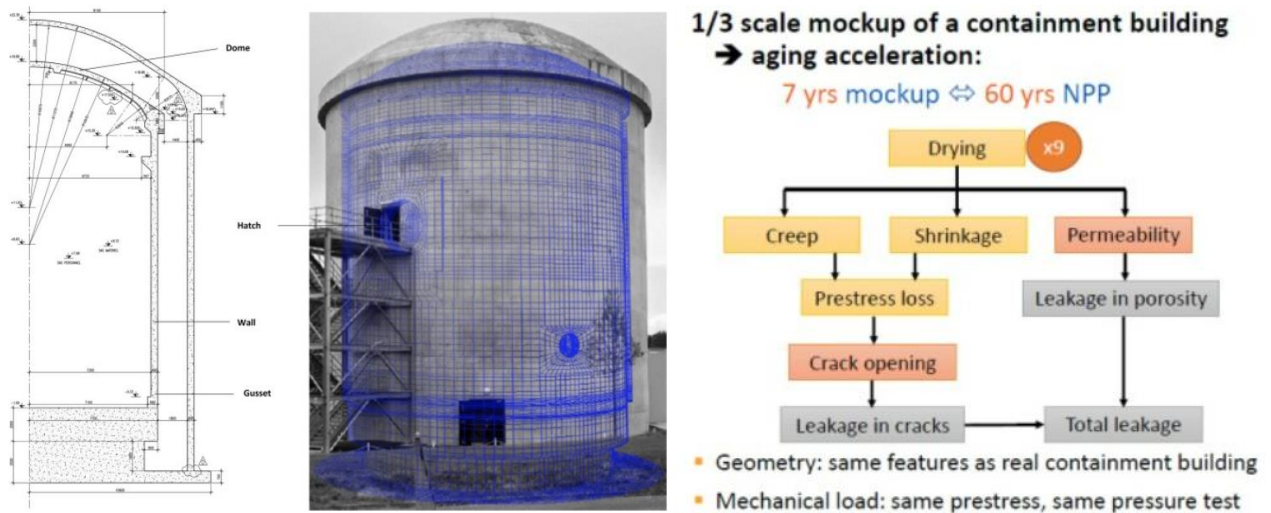 Dome
Hatch
Wall
Gusset
1/3 scale mockup of a containment building
➔ aging acceleration:
7 yrs mockup ⇔ 60 yrs NPP
Drying
x9
Creep
Shrinkage
Permeability
Prestress loss
Leakage in porosity
Crack opening
Leakage in cracks
Total leakage
▪ Geometry: same features as real containment building
▪ Mechanical load: same prestress, same pressure test